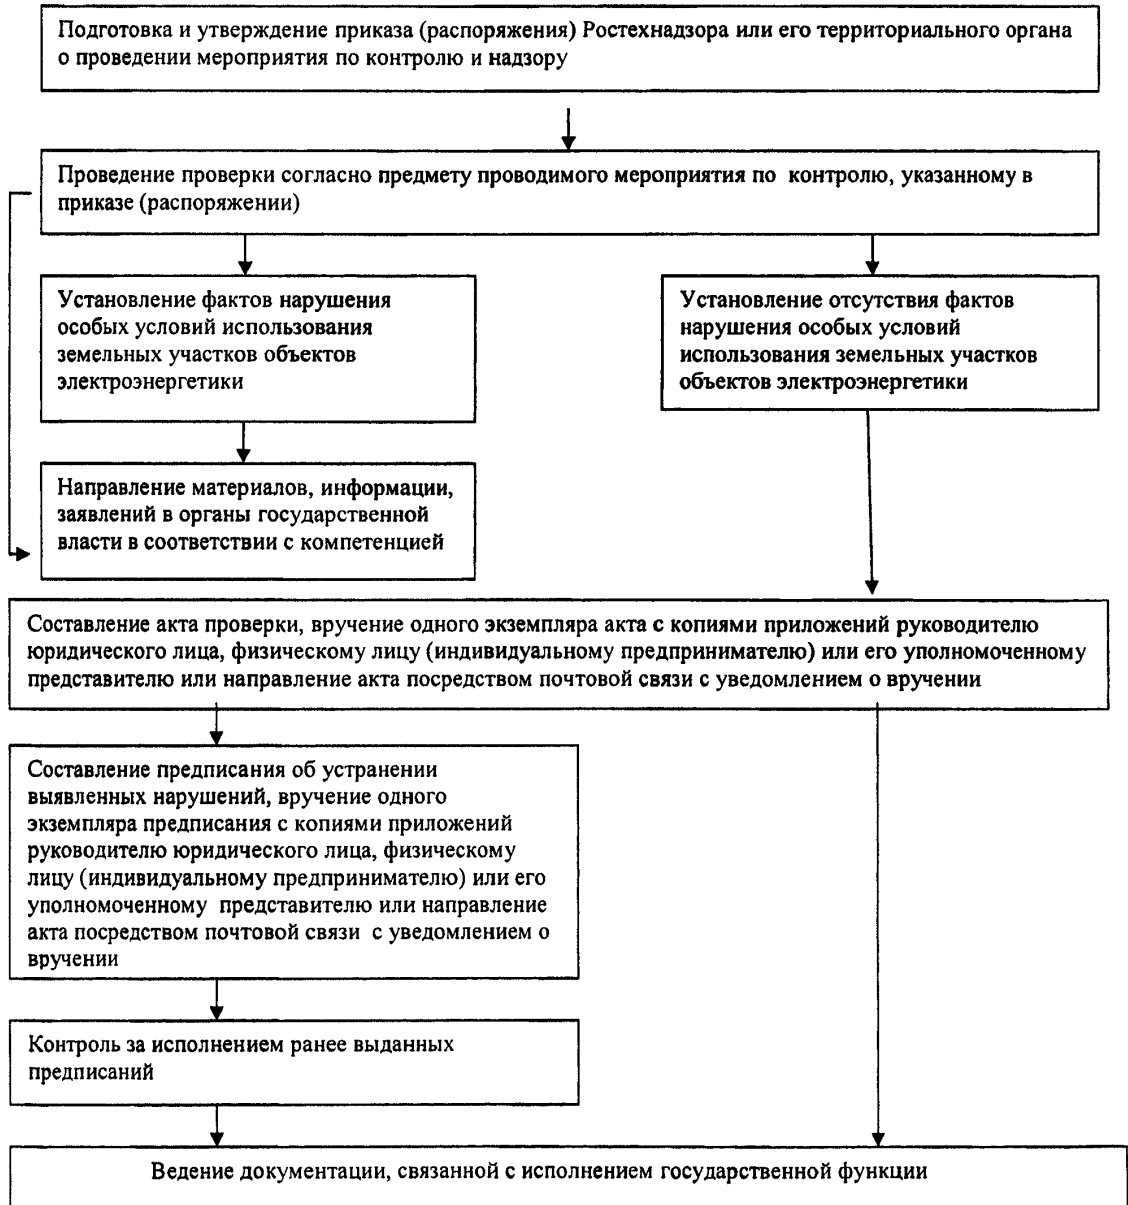 Подготовка и утверждение приказа (распоряжения) Ростехнадзора или его территориального органа
о проведении мероприятия по контролю и надзору
Проведение проверки согласно предмету проводимого мероприятия по контролю, указанному в
приказе (распоряжении)
Установление фактов нарушения
особых условий использования
земельных участков объектов
электроэнергетики
Установление отсутствия фактов
нарушения особых условий
использования земельных участков
объектов электроэнергетики
Направление материалов, информации,
заявлений в органы государственной
власти в соответствии с компетенцией
Составление акта проверки, вручение одного экземпляра акта с копиями приложений руководителю
юридического лица, физическому лицу (индивидуальному предпринимателю) или его уполномоченному
представителю или направление акта посредством почтовой связи с уведомлением о вручении
Составление предписания об устранении
выявленных нарушений, вручение одного
экземпляра предписания с копиями приложений
руководителю юридического лица, физическому
лицу (индивидуальному предпринимателю) или его
уполномоченному представителю или направление
акта посредством почтовой связи с уведомлением о
вручении
Контроль за исполнением ранее выданных
предписаний
Ведение документации, связанной с исполнением государственной функции